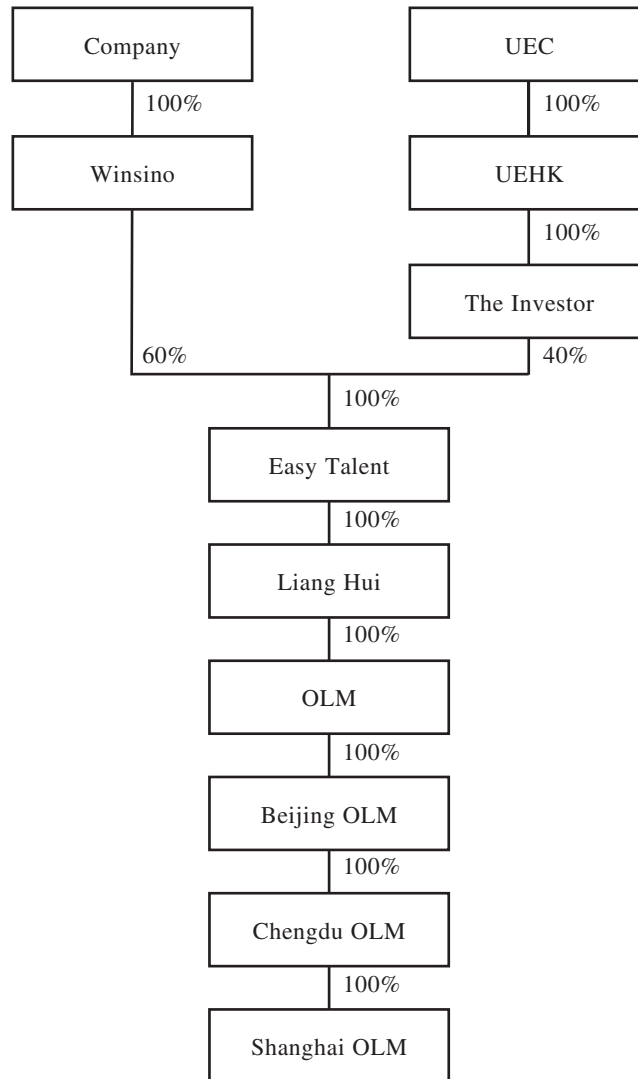 Company
UEC
100%
100%
Winsino
UEHK
100%
The Investor
60%
40%
100%
Easy Talent
100%
Liang Hui
100%
OLM
100%
Beijing OLM
100%
Chengdu OLM
100%
Shanghai OLM